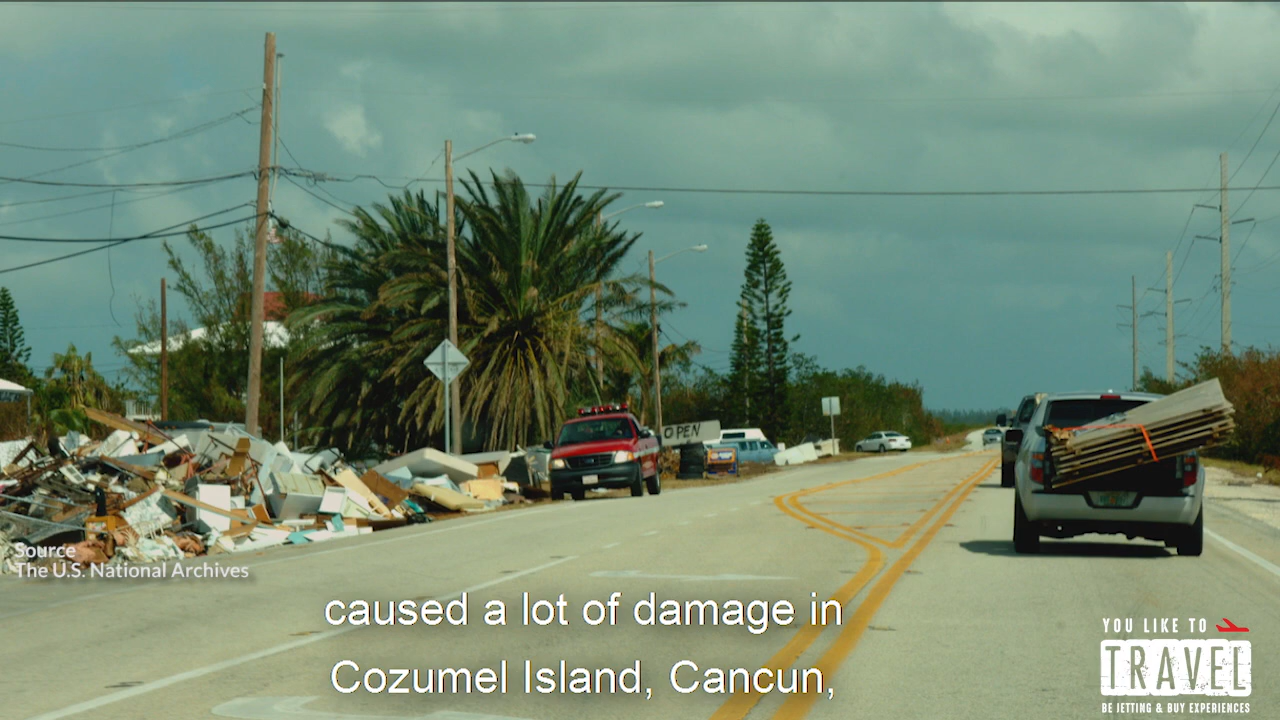 OPEN
Source
The U.S. National Archives
caused a lot of damage in
Cozumel Island, Cancun,
YOU LIKE TO
TRAVEL
BE JETTING & BUY EXPERIENCES